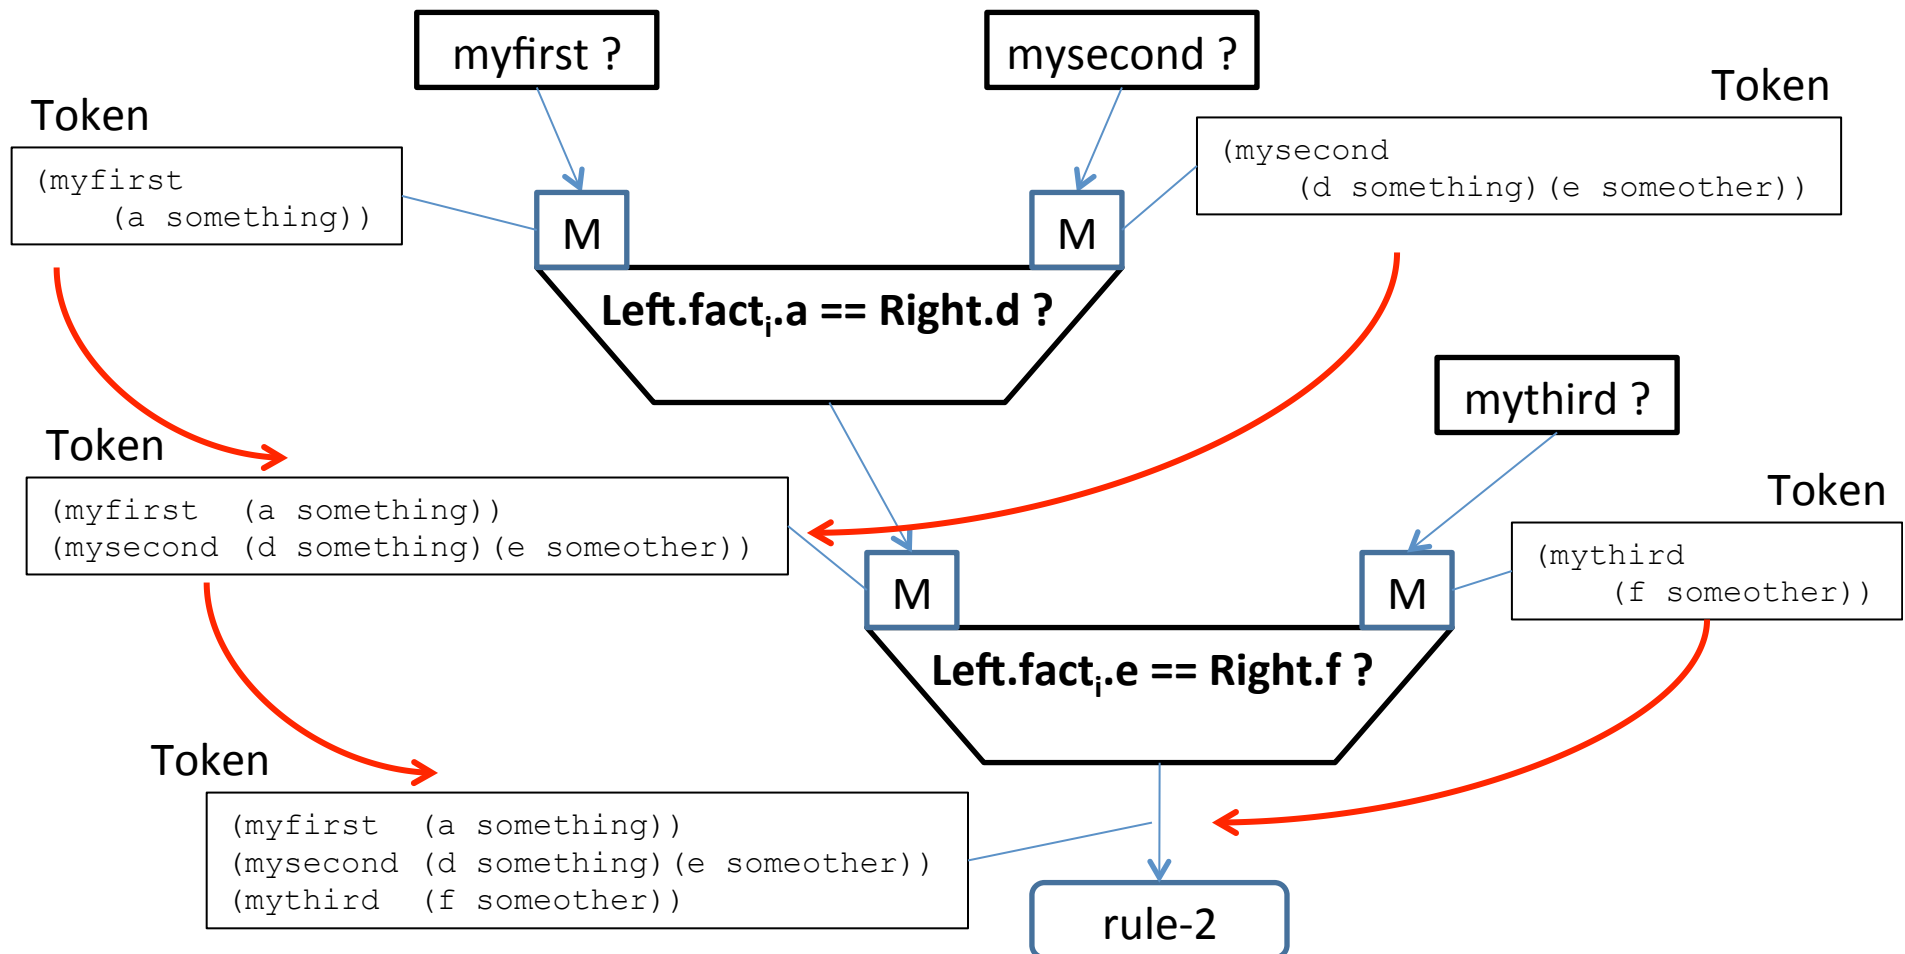 myfirst ?
mysecond ?
Token
Token
(myfirst
(a something))
(mysecond
(d something)(e someother))
M
M
Left.factᵢ.a == Right.d ?
mythird ?
Token
(myfirst  (a something))
(mysecond (d something)(e someother))
Token
(mythird
(f someother))
M
M
Left.factᵢ.e == Right.f ?
Token
(myfirst  (a something))
(mysecond (d something)(e someother))
(mythird  (f someother))
rule-2